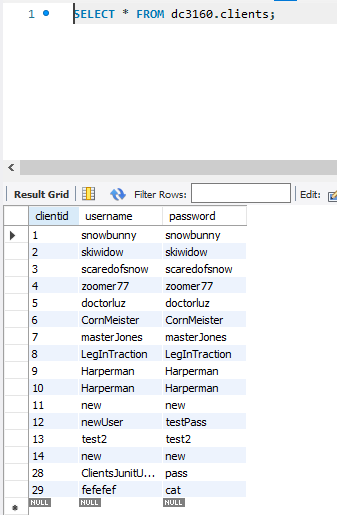 1 SELECT * FROM dc3160.clients;
Result Grid Filter Rows: Edit:
clientid username password
1 snowbunny snowbunny
2 skiwidow skiwidow
3 scaredofsnow scaredofsnow
4 zoomer77 zoomer77
5 doctorluz doctorluz
6 CornMeister CornMeister
7 masterJones masterJones
8 LegInTraction LegInTraction
9 Harperman Harperman
10 Harperman Harperman
11 new new
12 newUser testPass
13 test2 test2
14 new new
28 ClientsJunitU... pass
29 fefefef cat
NULL NULL NULL